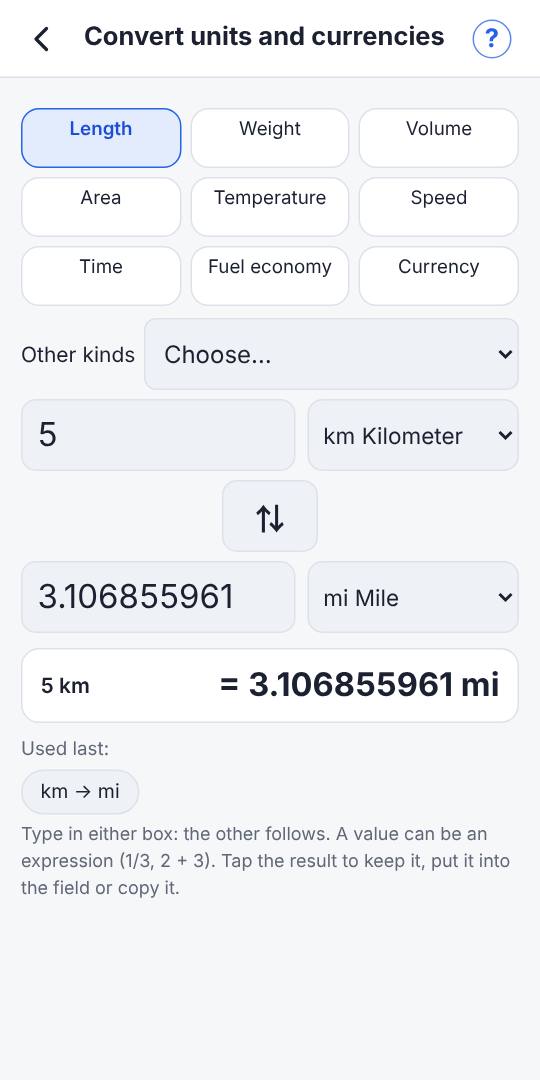 Convert units and currencies
?
Length Weight Volume
Area Temperature Speed
Time Fuel economy Currency
Other kinds Choose...
5 km Kilometer
3.106855961 mi Mile
5 km = 3.106855961 mi
Used last:
km → mi
Type in either box: the other follows. A value can be an
expression (1/3, 2 + 3). Tap the result to keep it, put it into
the field or copy it.